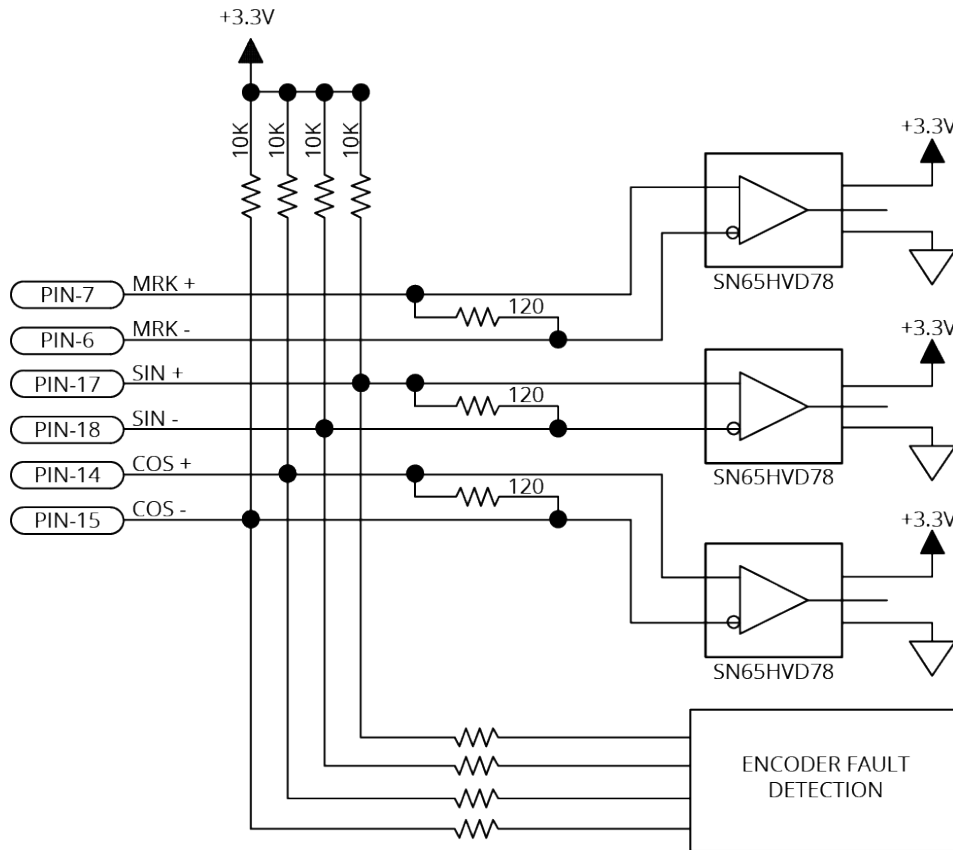 +3.3V
10K
10K
10K
10K
+3.3V
SN65HVD78
PIN-7
MRK +
120
PIN-6
MRK -
+3.3V
PIN-17
SIN +
120
PIN-18
SIN -
SN65HVD78
PIN-14
COS +
120
PIN-15
COS -
+3.3V
SN65HVD78
ENCODER FAULT
DETECTION